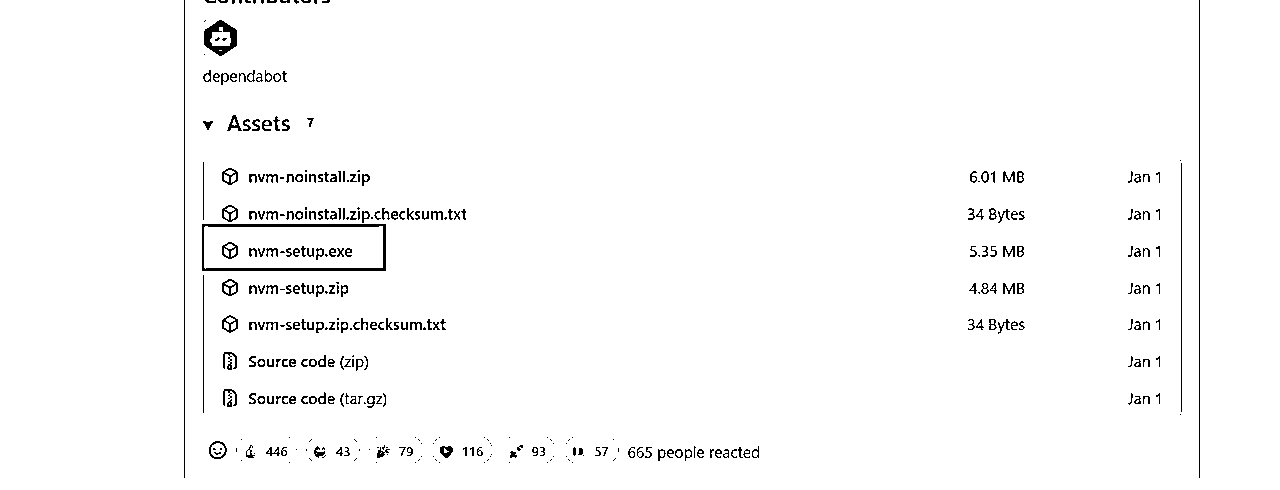 Contributors
dependabot
Assets 7
nvm-noinstall.zip 6.01 MB Jan 1
nvm-noinstall.zip.checksum.txt 34 Bytes Jan 1
nvm-setup.exe 5.35 MB Jan 1
nvm-setup.zip 4.84 MB Jan 1
nvm-setup.zip.checksum.txt 34 Bytes Jan 1
Source code (zip) Jan 1
Source code (tar.gz) Jan 1
446 43 79 116 93 57 665 people reacted